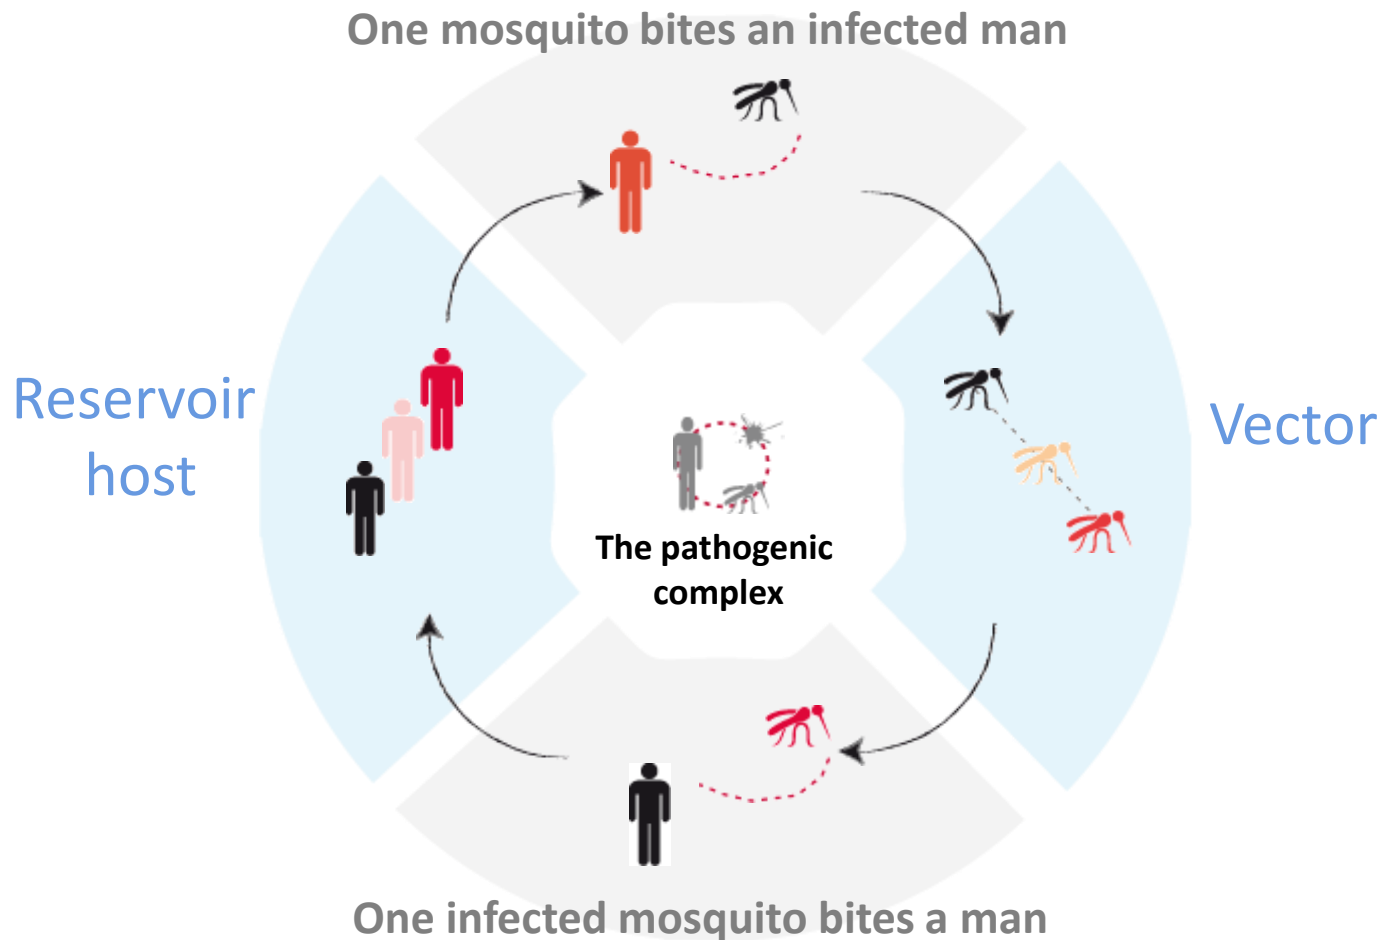 One mosquito bites an infected man
Reservoir
host
Vector
The pathogenic
complex
One infected mosquito bites a man